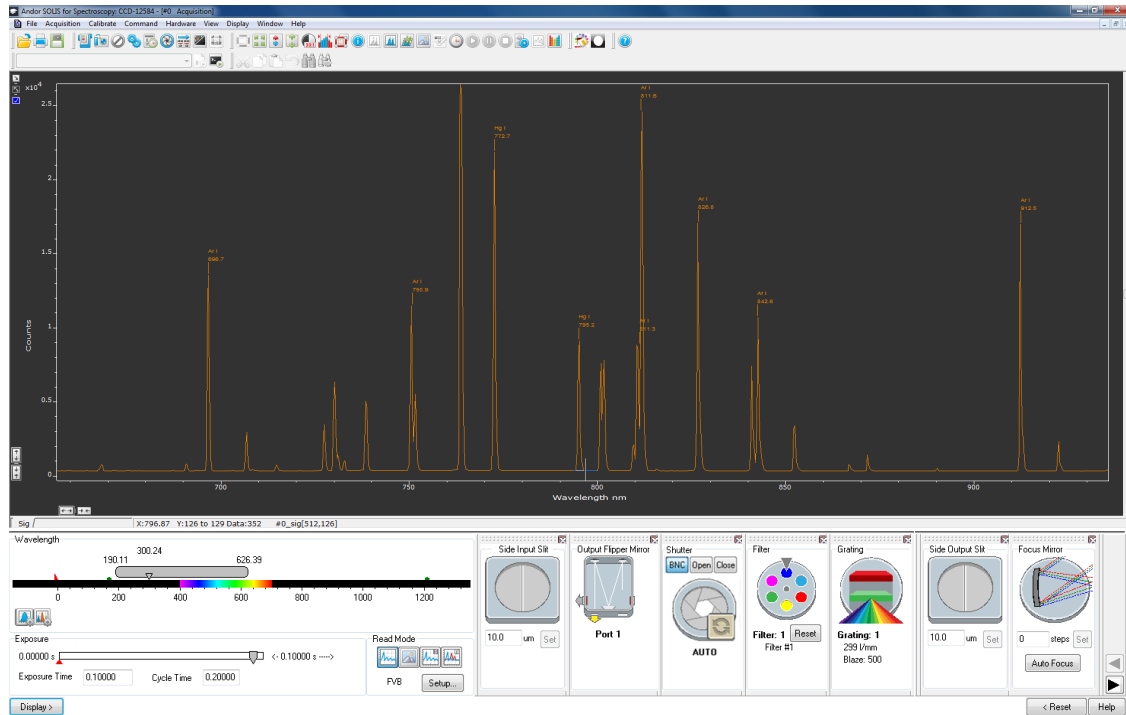 Andor SOLIS for Spectroscopy: CCD-12584 - [#0 Acquisition]
File Acquisition Calibrate Command Hardware View Display Window Help
x10^4
2.5
2
1.5
1
0.5
0
Counts
Ar I
696.7
Ar I
Hg I
772.7
Hg I
795.2
Ar I
811.6
Ar I
811.3
Ar I
826.8
Ar I
842.6
Ar I
912.5
700 750 800 850 900
Wavelength nm
Sig X:796.87 Y:126 to 129 Data:352 #0_sig[512,126]
Wavelength
300.24
190.11 626.39
0 200 400 600 800 1000 1200
Exposure
0.00000 s <- 0.10000 s ---->
Exposure Time 0.10000 Cycle Time 0.20000
Read Mode
FVB Setup...
Side Input Slit
10.0 um Set
Output Flipper Mirror
Port 1
Shutter
BNC Open Close
AUTO
Filter
Filter: 1 Reset
Filter #1
Grating
Grating: 1
299 l/mm
Blaze: 500
Side Output Slit
10.0 um Set
Focus Mirror
0 steps Set
Auto Focus
Display > < Reset Help